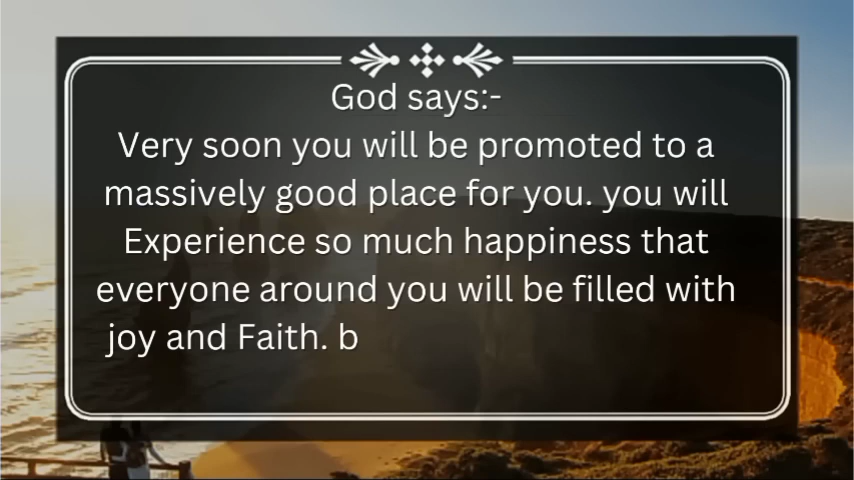 God says:-
Very soon you will be promoted to a
massively good place for you. you will
Experience so much happiness that
everyone around you will be filled with
joy and Faith. b